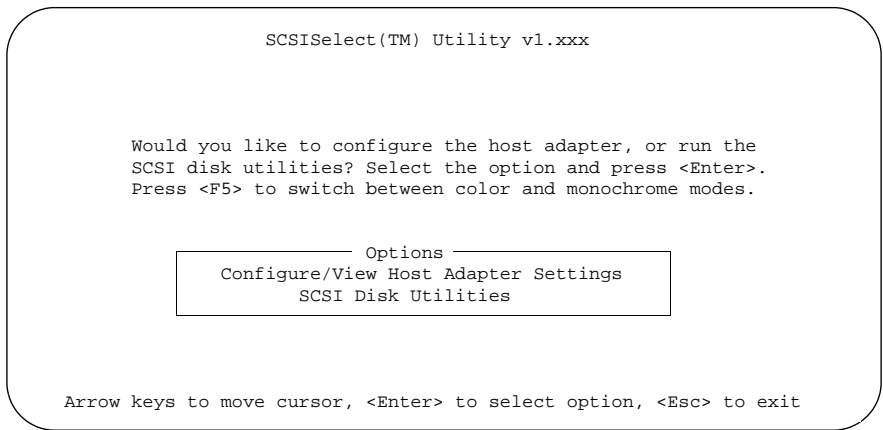 SCSISelect(TM) Utility v1.xxx
Would you like to configure the host adapter, or run the
SCSI disk utilities? Select the option and press <Enter>.
Press <F5> to switch between color and monochrome modes.
Options
Configure/View Host Adapter Settings
SCSI Disk Utilities
Arrow keys to move cursor, <Enter> to select option, <Esc> to exit